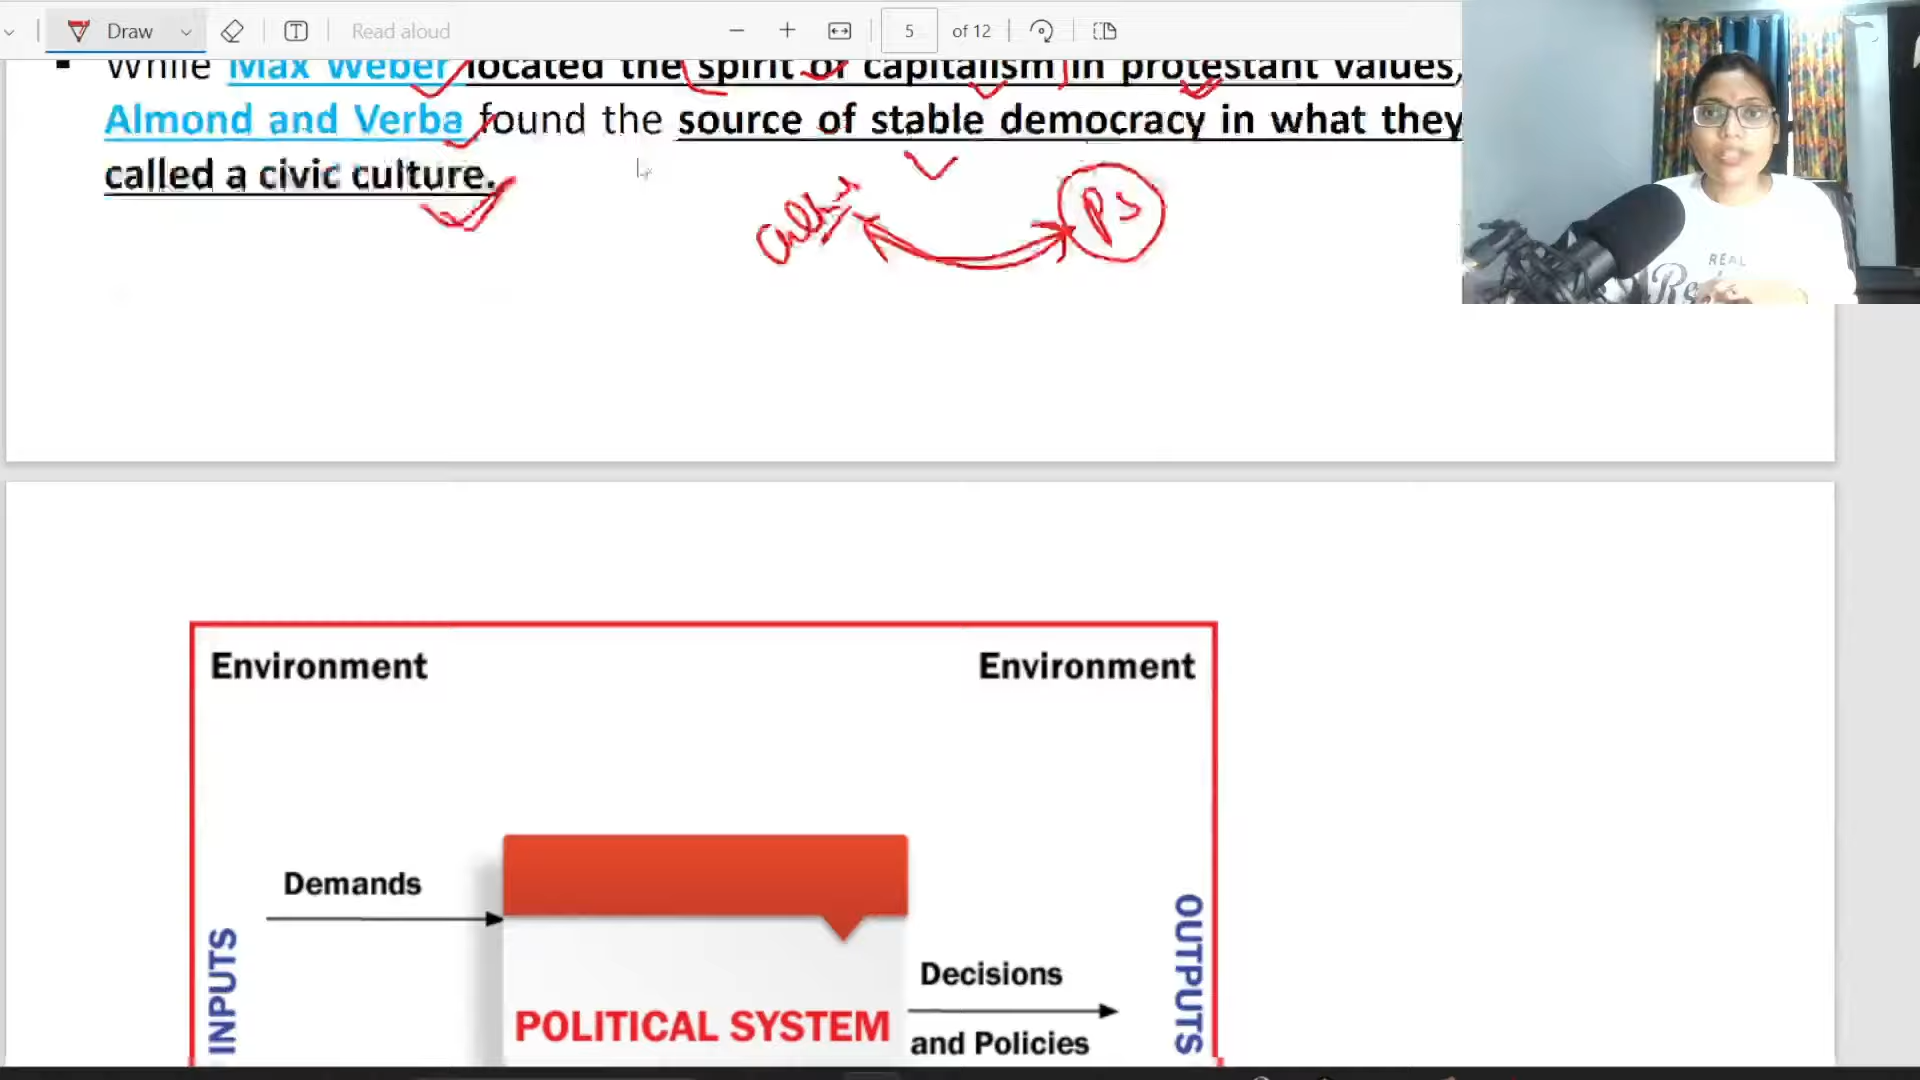 Draw
Read aloud
5 of 12
While Max Weber located the spirit of capitalism in protestant values,
Almond and Verba found the source of stable democracy in what they
called a civic culture.
PS
REAL
Environment
Environment
Demands
INPUTS
POLITICAL SYSTEM
Decisions
and Policies
OUTPUTS